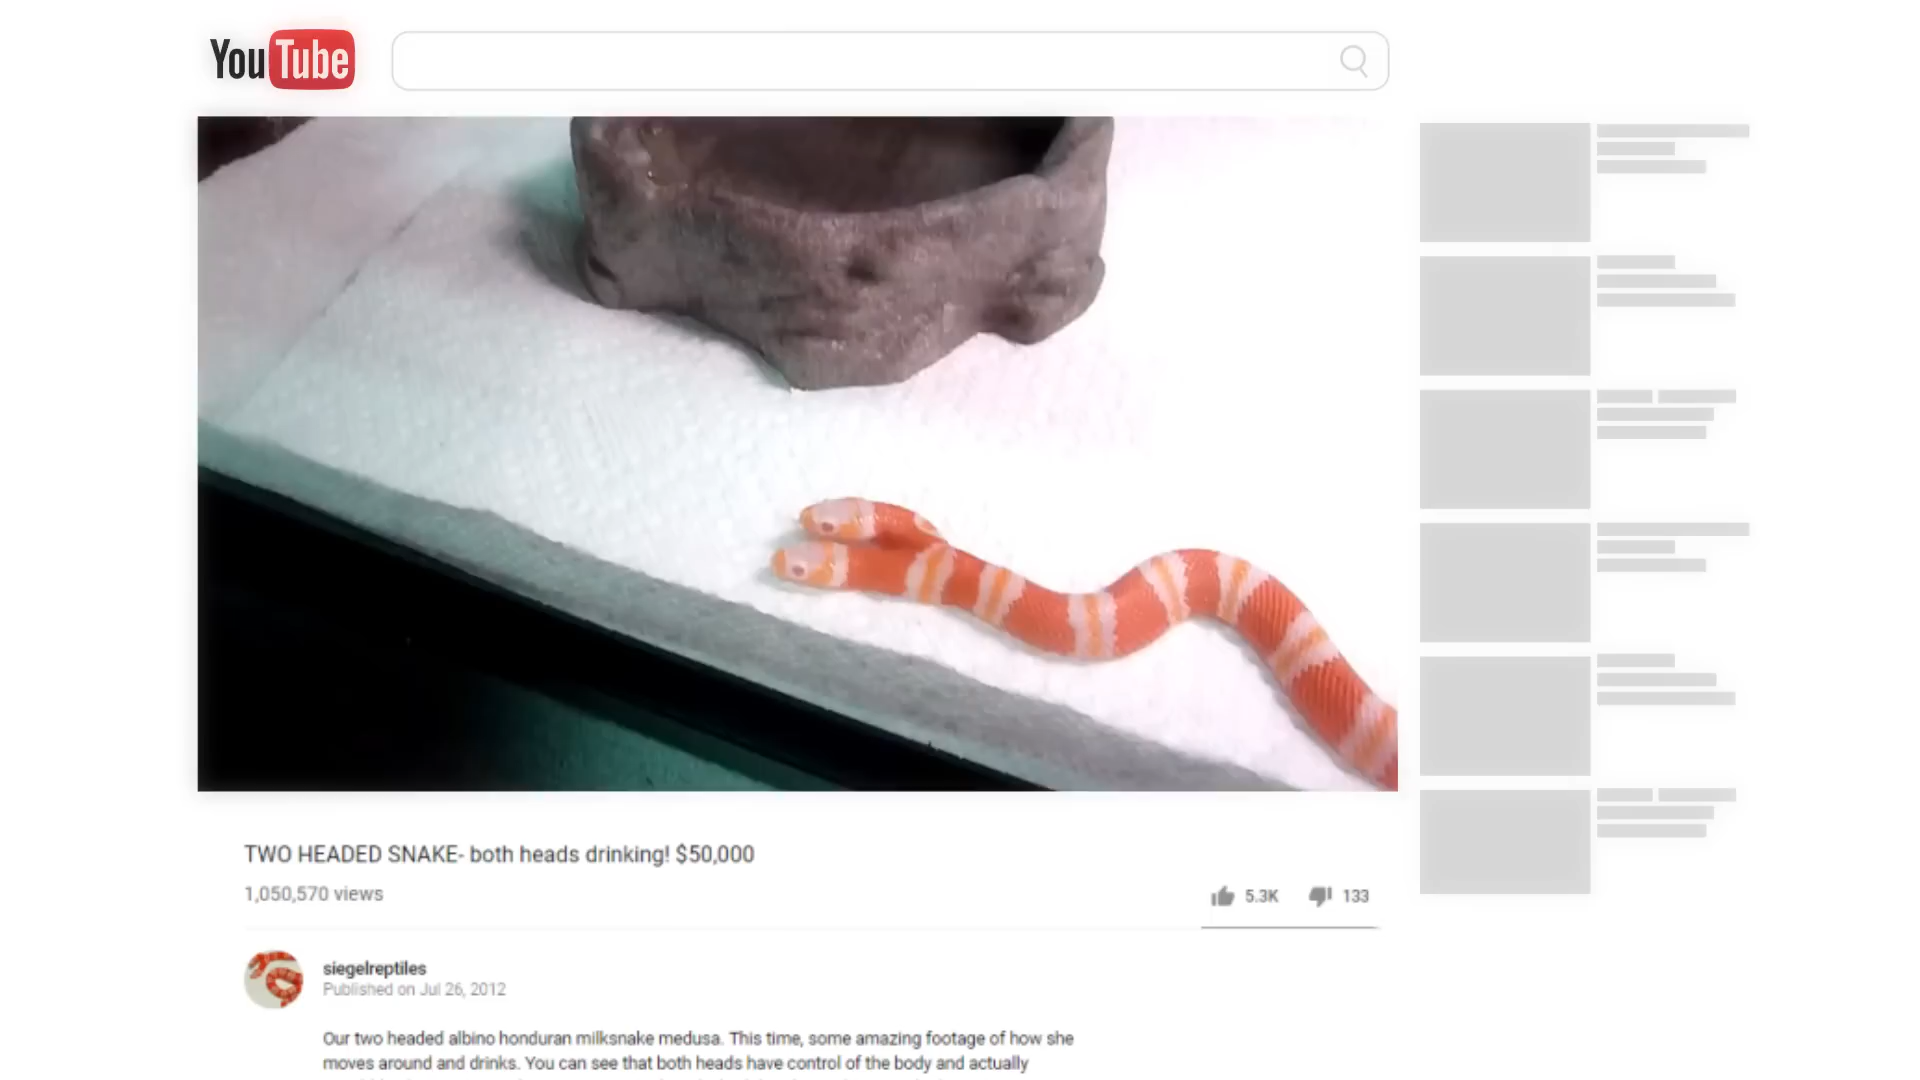 YouTube
TWO HEADED SNAKE- both heads drinking! $50,000
1,050,570 views
5.3K 133
siegelreptiles
Published on Jul 26, 2012
Our two headed albino honduran milksnake medusa. This time, some amazing footage of how she
moves around and drinks. You can see that both heads have control of the body and actually